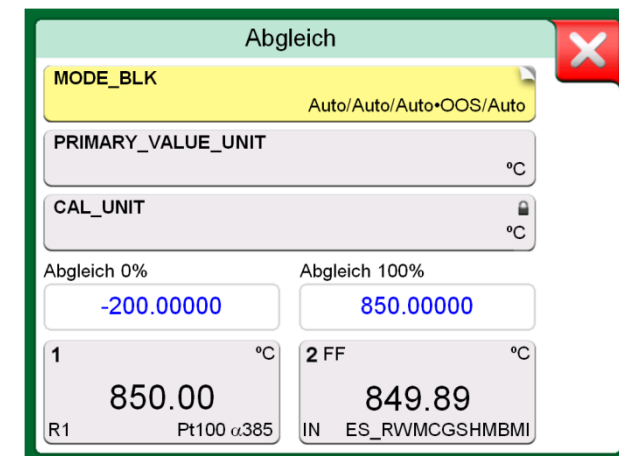 Abgleich
MODE_BLK
Auto/Auto/Auto•OOS/Auto
PRIMARY_VALUE_UNIT
ºC
CAL_UNIT
ºC
Abgleich 0% Abgleich 100%
-200.00000 850.00000
1 ºC 2 FF ºC
850.00 849.89
R1 Pt100 α385 IN ES_RWMCGSHMBMI